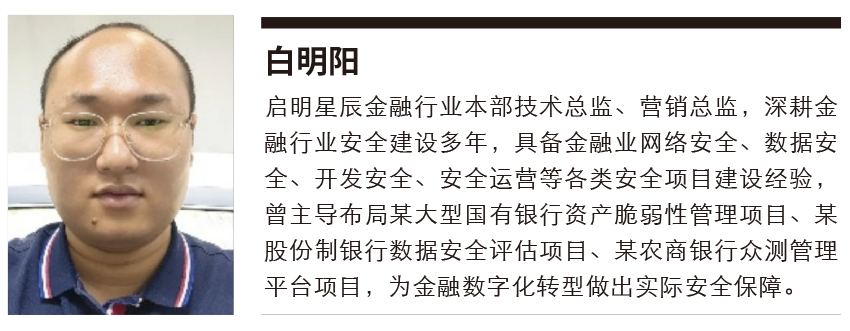 白明阳
启明星辰金融行业本部技术总监、营销总监，深耕金
融行业安全建设多年，具备金融业网络安全、数据安
全、开发安全、安全运营等各类安全项目建设经验，
曾主导布局某大型国有银行资产脆弱性管理项目、某
股份制银行数据安全评估项目、某农商银行众测管理
平台项目，为金融数字化转型做出实际安全保障。